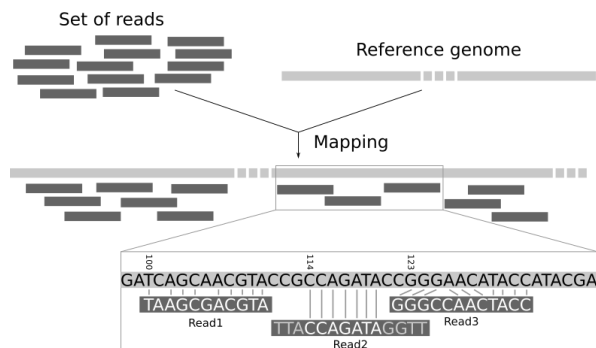 Set of reads
Reference genome
Mapping
100
114
123
GATCAGCAACGTACCGCCAGATACCGGGAACATACCATACGA
TAAGCGACGTA
GGGCCAACTACC
Read1
TTACCAGATAGGTT
Read3
Read2